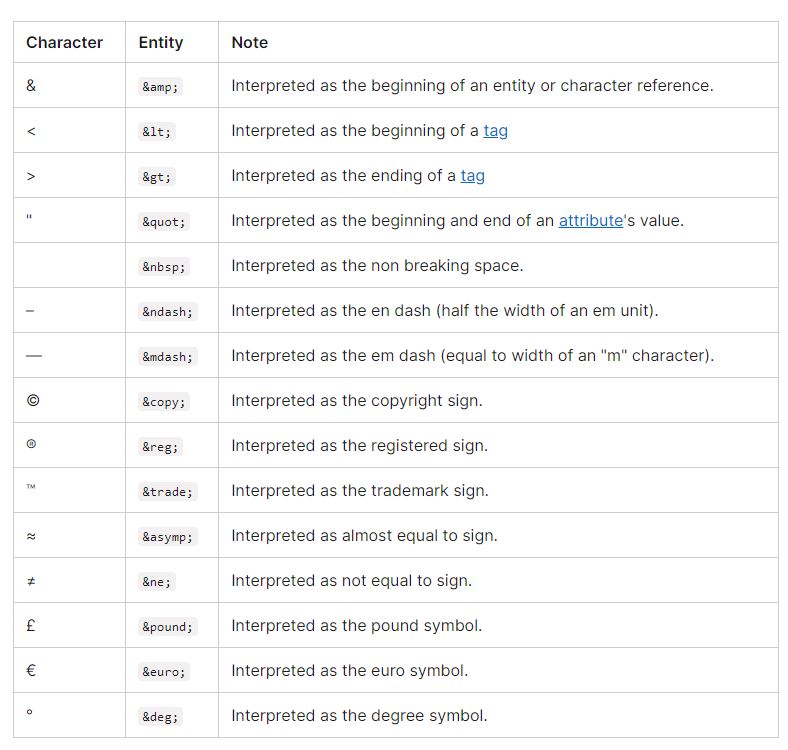 Character Entity Note
& &amp; Interpreted as the beginning of an entity or character reference.
< &lt; Interpreted as the beginning of a tag
> &gt; Interpreted as the ending of a tag
" &quot; Interpreted as the beginning and end of an attribute's value.
&nbsp; Interpreted as the non breaking space.
– &ndash; Interpreted as the en dash (half the width of an em unit).
— &mdash; Interpreted as the em dash (equal to width of an "m" character).
© &copy; Interpreted as the copyright sign.
® &reg; Interpreted as the registered sign.
™ &trade; Interpreted as the trademark sign.
≈ &asymp; Interpreted as almost equal to sign.
≠ &ne; Interpreted as not equal to sign.
£ &pound; Interpreted as the pound symbol.
€ &euro; Interpreted as the euro symbol.
° &deg; Interpreted as the degree symbol.